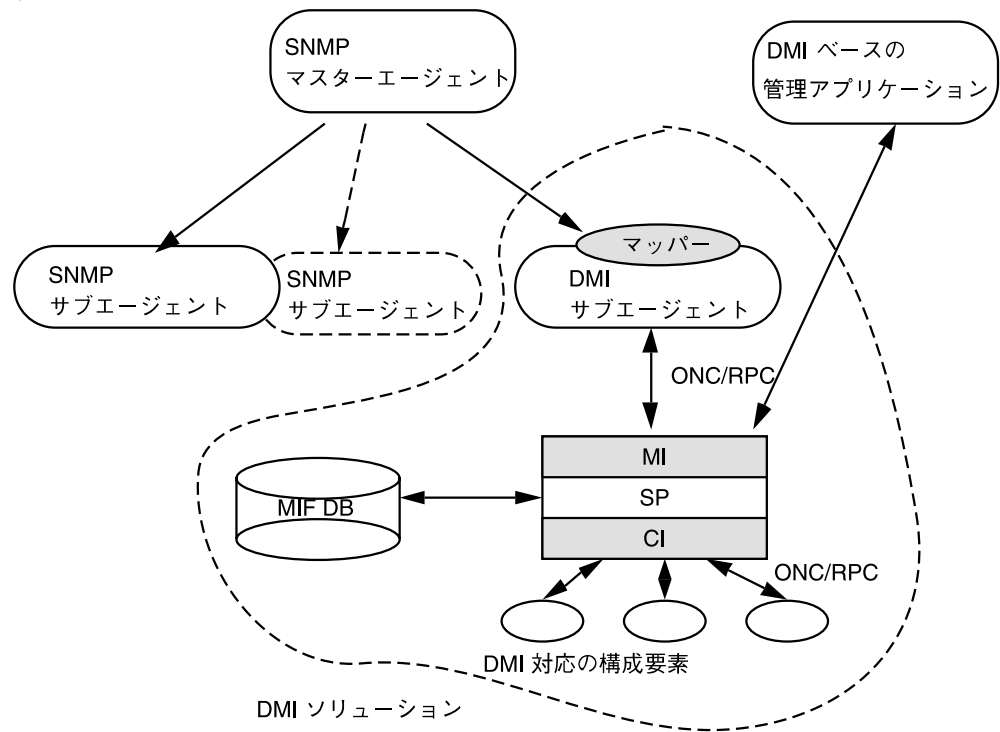 SNMP
マスターエージェント
DMI ベースの
管理アプリケーション
マッパー
SNMP
サブエージェント
SNMP
サブエージェント
DMI
サブエージェント
ONC/RPC
MI
MIF DB
SP
CI
ONC/RPC
DMI 対応の構成要素
DMI ソリューション